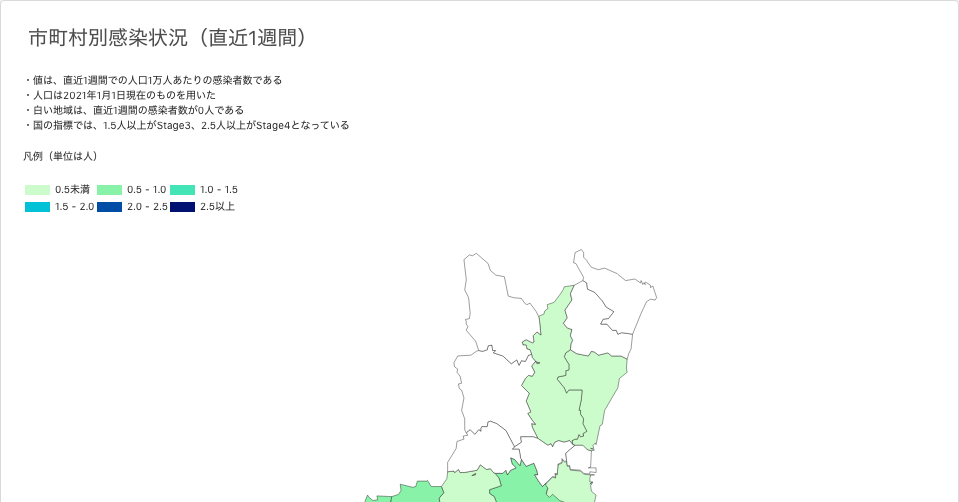 市町村別感染状況（直近1週間）
・値は、直近1週間での人口1万人あたりの感染者数である
・人口は2021年1月1日現在のものを用いた
・白い地域は、直近1週間の感染者数が0人である
・国の指標では、1.5人以上がStage3、2.5人以上がStage4となっている
凡例（単位は人）
0.5未満 0.5 - 1.0 1.0 - 1.5
1.5 - 2.0 2.0 - 2.5 2.5以上